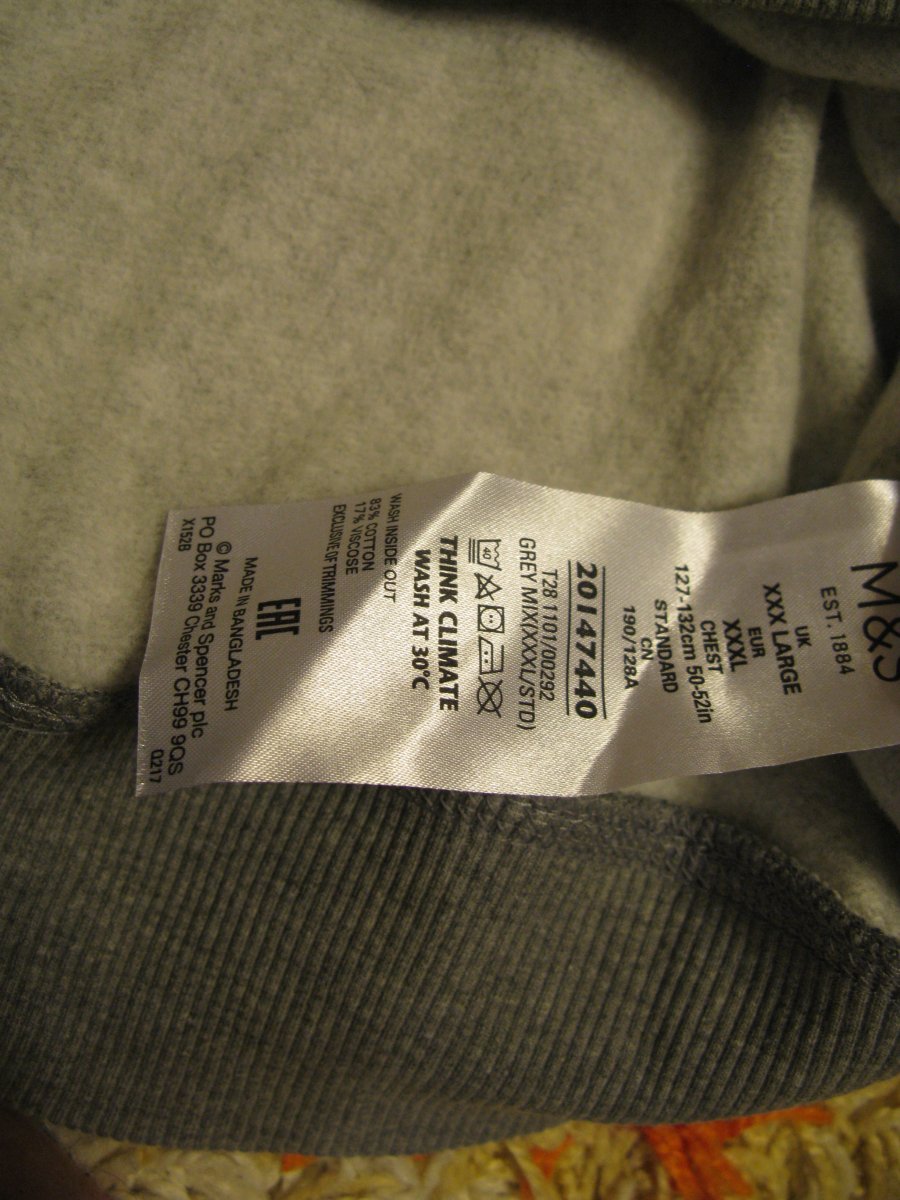 M&S
EST. 1884
UK
XXX LARGE
EUR
XXXL
CHEST
127-132cm 50-52in
STANDARD
CN
190/128A
20147440
T28 1101/00292
GREY MIX(XXXL/STD)
40
THINK CLIMATE
WASH AT 30°C
WASH INSIDE OUT
83% COTTON
17% VISCOSE
EXCLUSIVE OF TRIMMINGS
EAC
MADE IN BANGLADESH
© Marks and Spencer plc
PO Box 3339 Chester CH99 9QS
X152B 0217